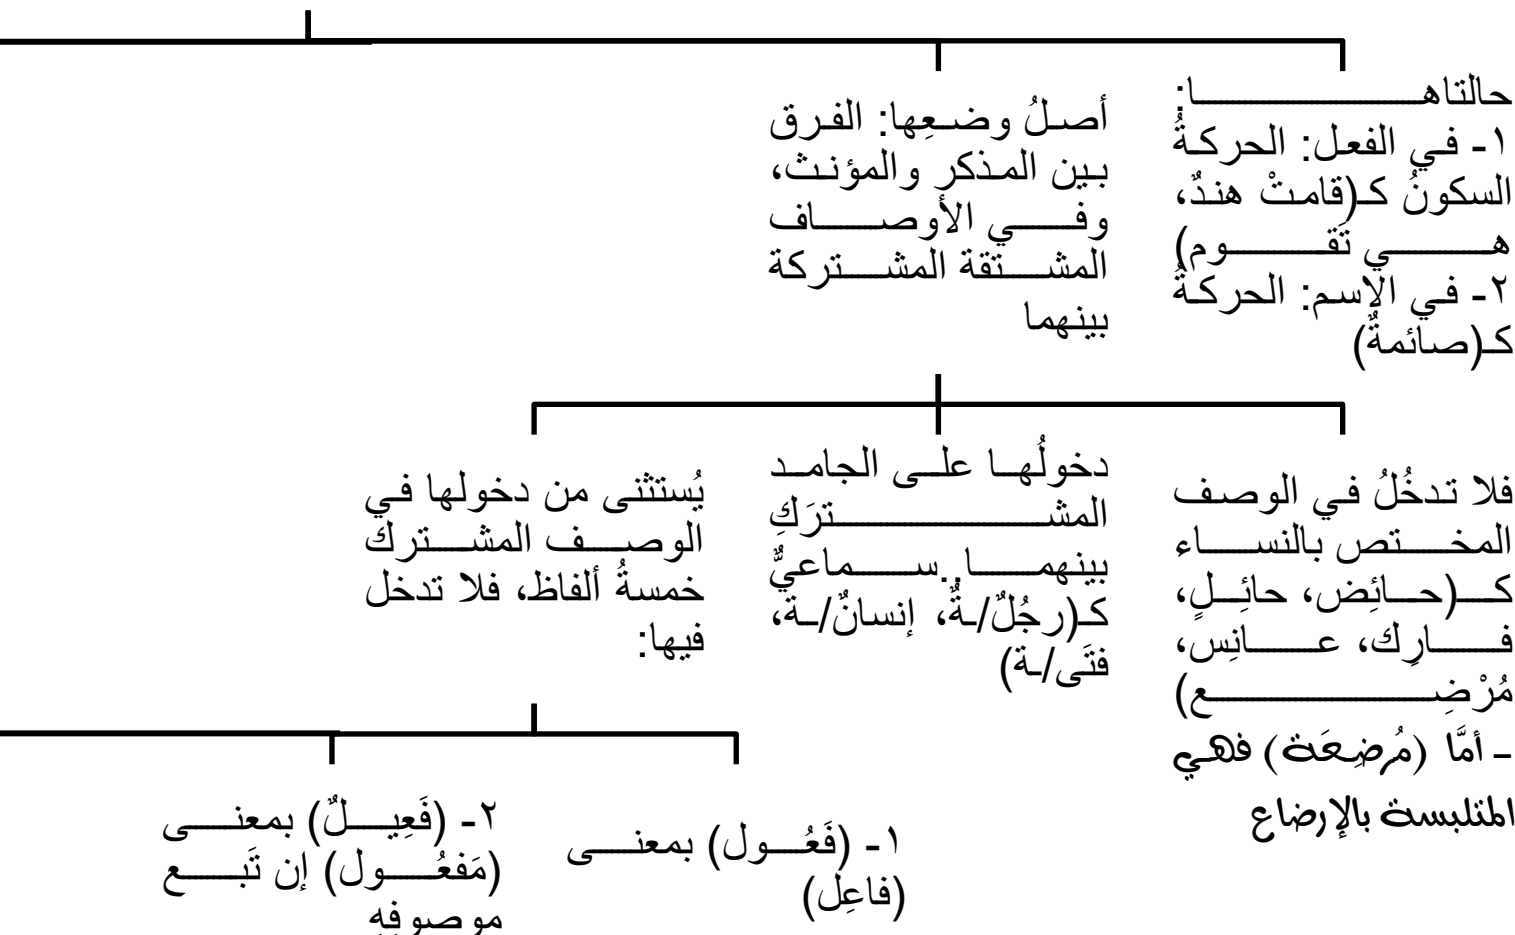 حالتاها:
١- في الفعل: الحركةُ
السكونُ كـ(قامتْ هندٌ،
هي تَقوم)
٢- في الاسم: الحركةُ
كـ(صائمةٌ)
أصلُ وضعِها: الفرق
بين المذكر والمؤنث،
وفي الأوصاف
المشتقة المشتركة
بينهما
فلا تدخُلُ في الوصف
المختص بالنساء
كـ(حائِض، حائِلٍ،
فارِك، عانِس،
مُرْضِع)
- أمَّا (مُرضِعَة) فهي
المتلبسة بالإرضاع
دخولُها على الجامد
المشترَكِ
بينهما..سماعيٌّ
كـ(رجُلٌ/ـةٌ، إنسانٌ/ـة،
فتَى/ـة)
يُستثنى من دخولها في
الوصف المشترك
خمسةُ ألفاظ، فلا تدخل
فيها:
١- (فَعُول) بمعنى
(فاعِل)
٢- (فَعِيلٌ) بمعنى
(مَفعُول) إن تَبع
موصوفِهِ